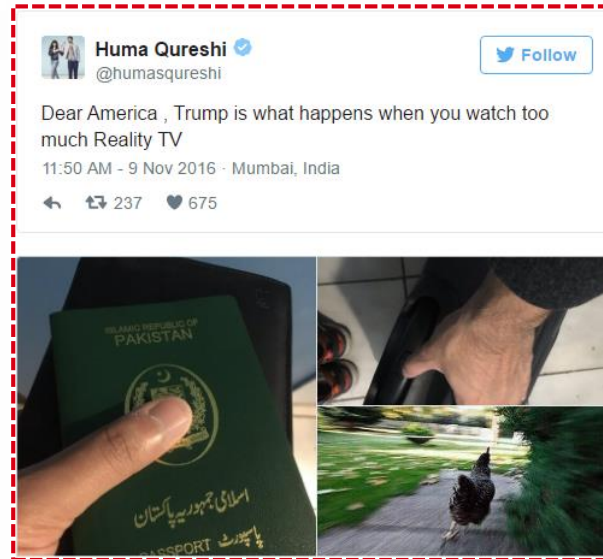 Huma Qureshi
Follow
@humasqureshi
Dear America , Trump is what happens when you watch too
much Reality TV
11:50 AM - 9 Nov 2016 · Mumbai, India
237 675
ISLAMIC REPUBLIC OF
PAKISTAN
اسلامی جمہوریہ پاکستان
PASSPORT پاسپورٹ